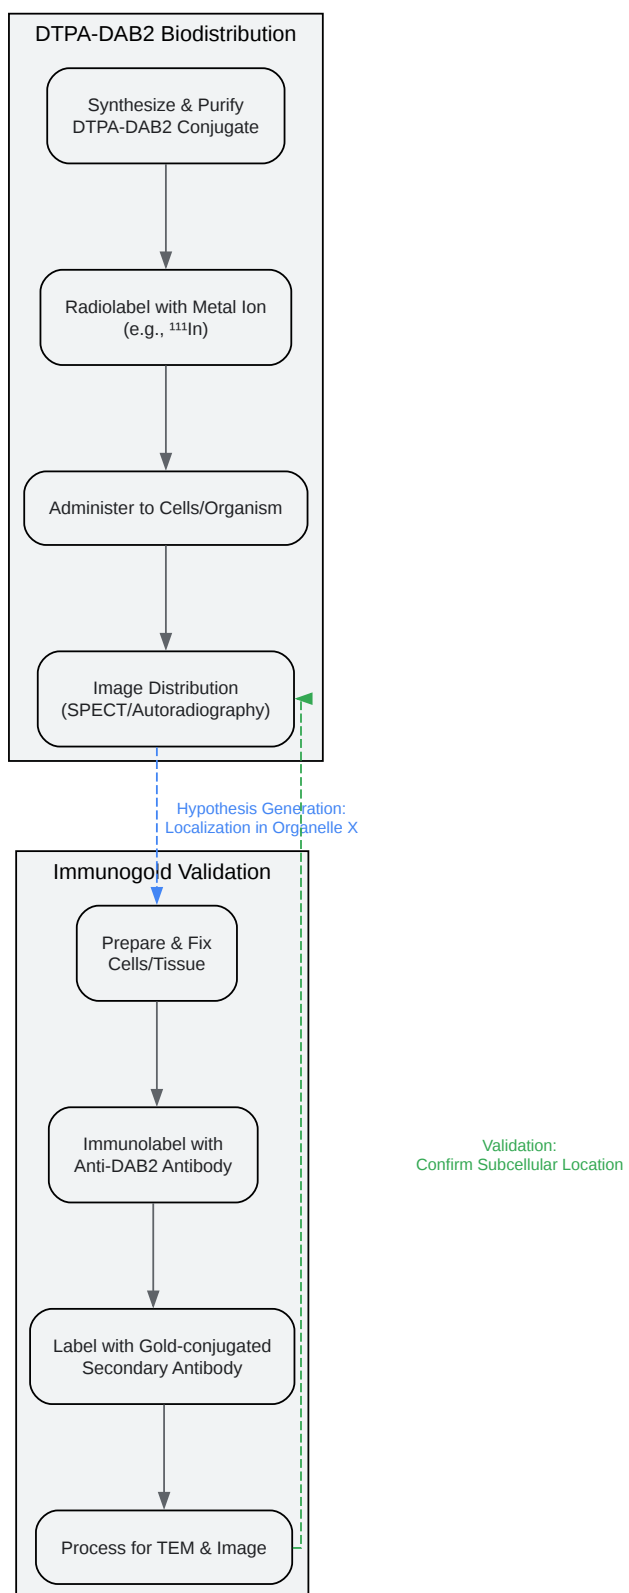 DTPA-DAB2 Biodistribution
Synthesize & Purify
DTPA-DAB2 Conjugate
Radiolabel with Metal Ion
(e.g., ¹¹¹In)
Administer to Cells/Organism
Image Distribution
(SPECT/Autoradiography)
Hypothesis Generation:
Localization in Organelle X
Immunogold Validation
Prepare & Fix
Cells/Tissue
Immunolabel with
Anti-DAB2 Antibody
Validation:
Confirm Subcellular Location
Label with Gold-conjugated
Secondary Antibody
Process for TEM & Image